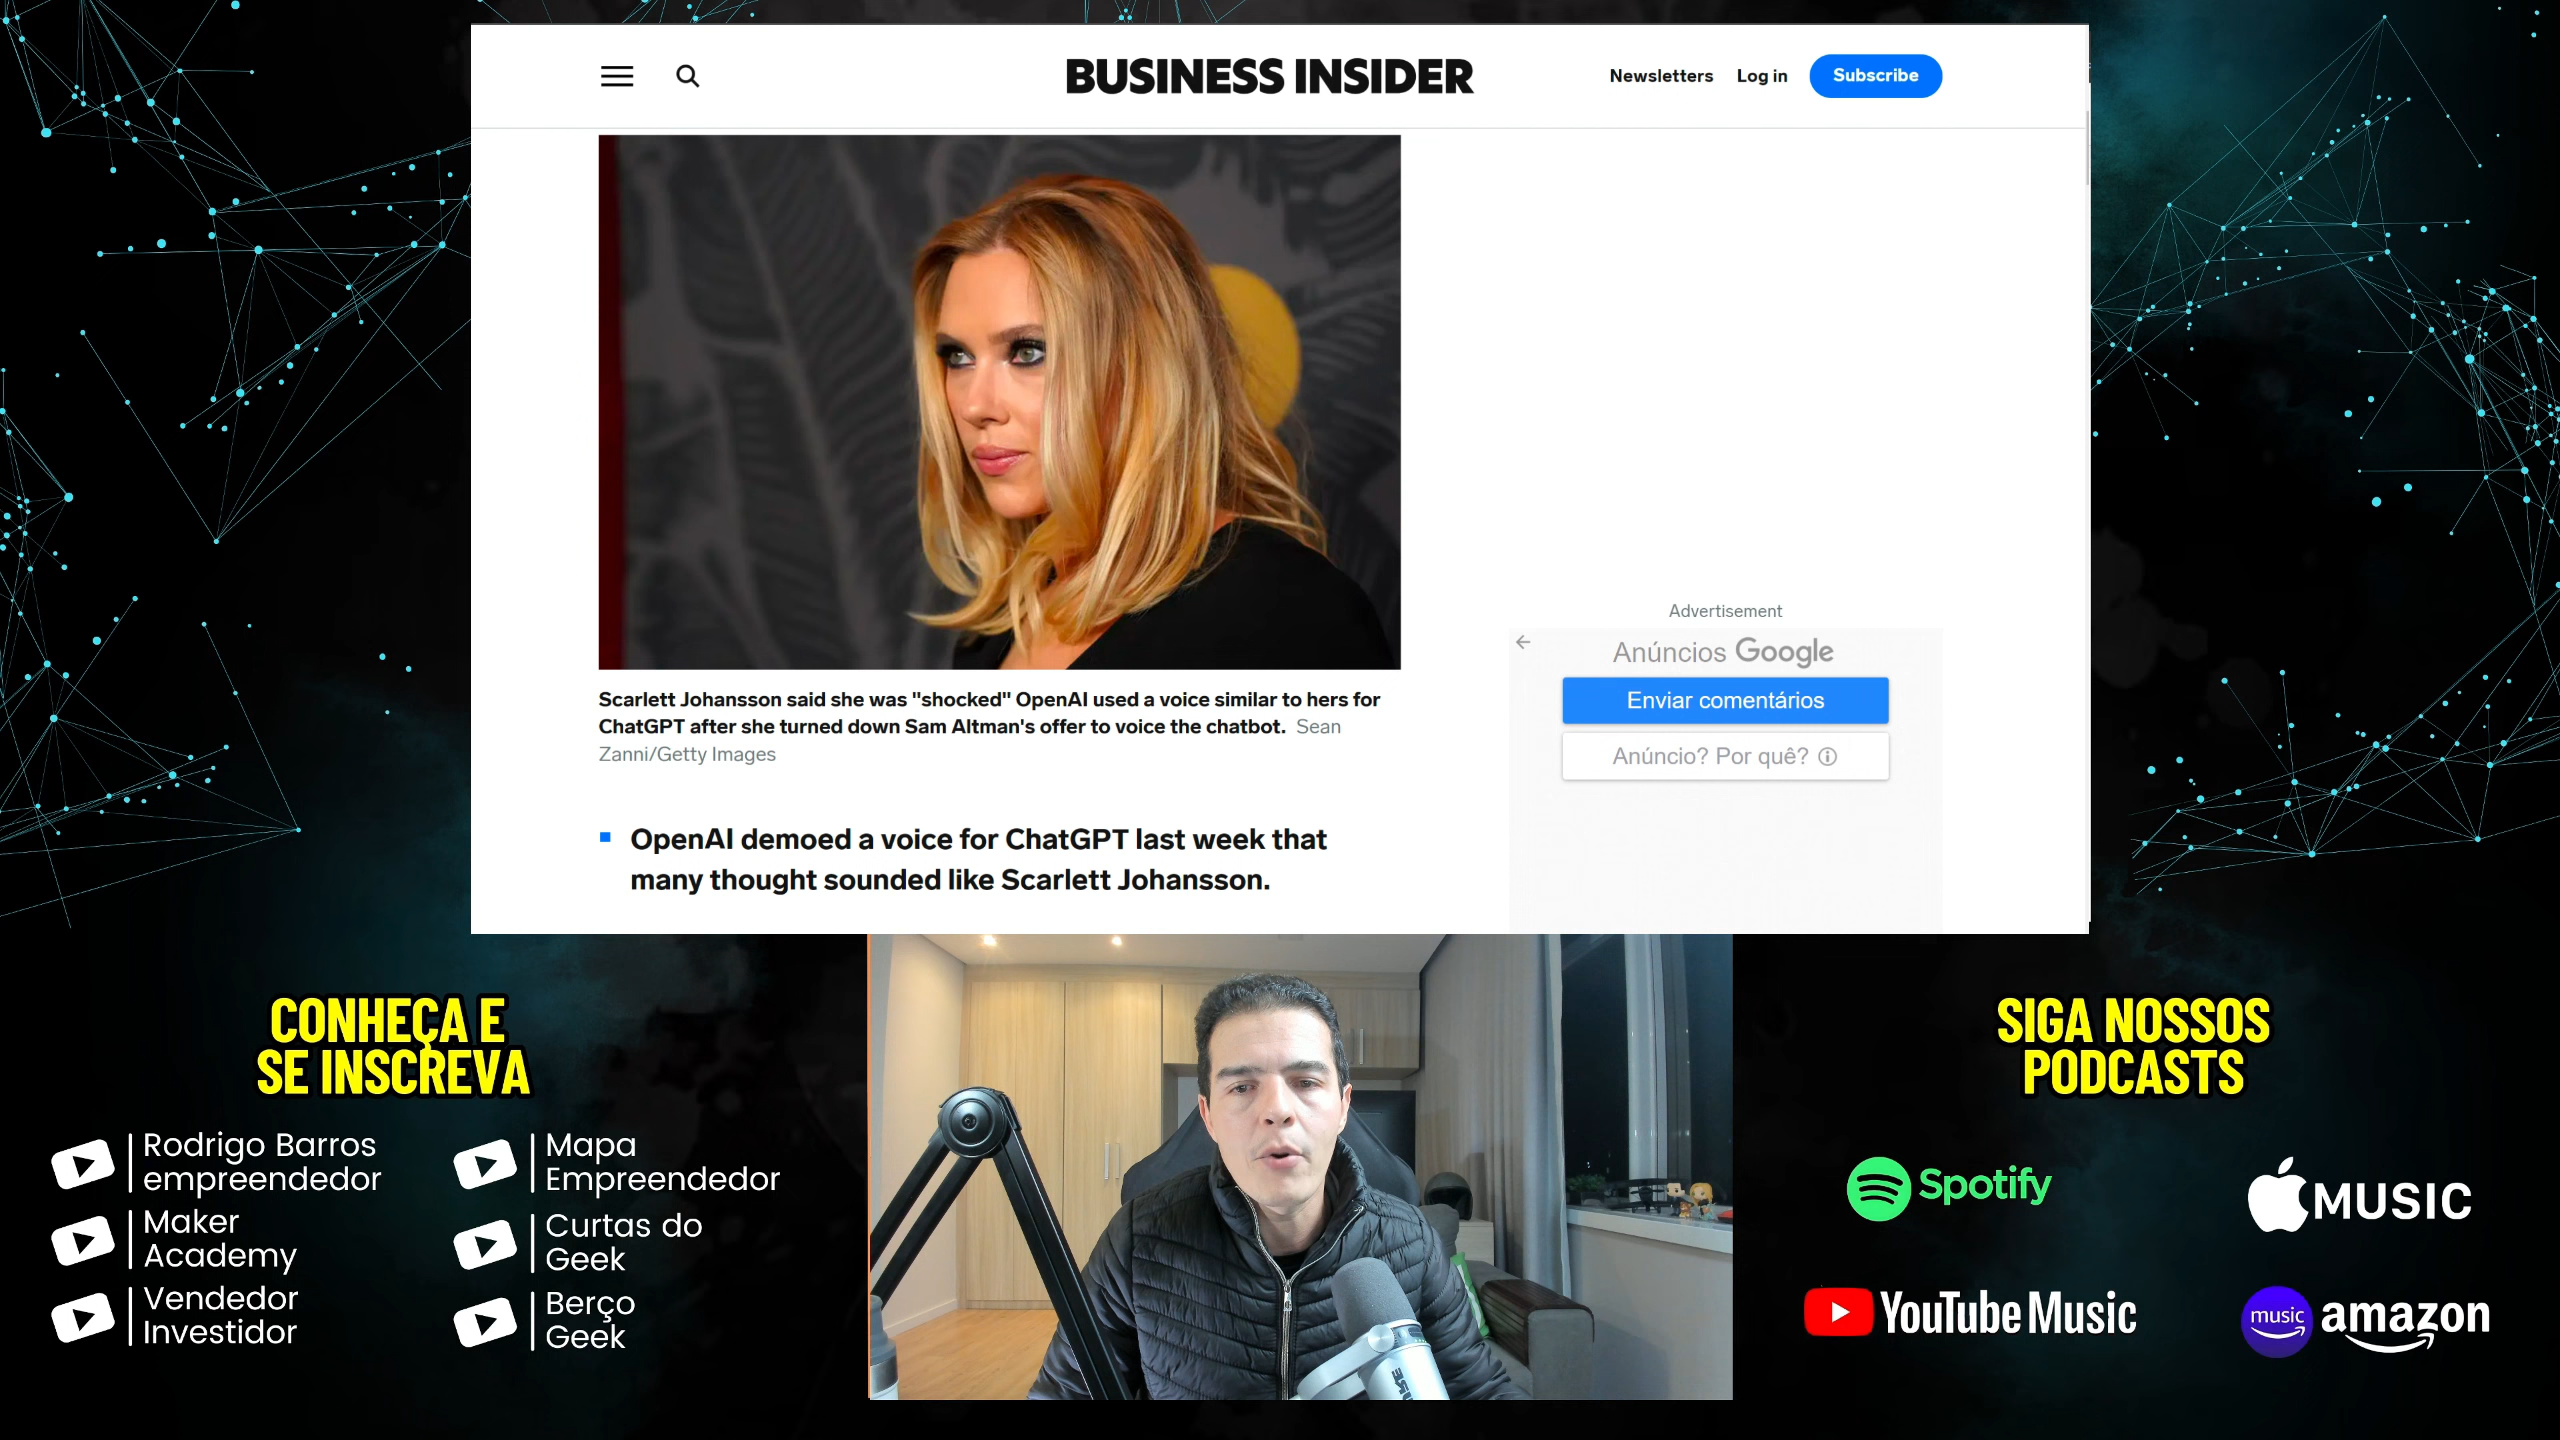 BUSINESS INSIDER
Newsletters
Log in
Subscribe
Scarlett Johansson said she was "shocked" OpenAI used a voice similar to hers for
ChatGPT after she turned down Sam Altman's offer to voice the chatbot. Sean
Zanni/Getty Images
OpenAI demoed a voice for ChatGPT last week that
many thought sounded like Scarlett Johansson.
Advertisement
Anúncios Google
Enviar comentários
Anúncio? Por quê?
CONHEÇA E
SE INSCREVA
Rodrigo Barros
empreendedor
Maker
Academy
Vendedor
Investidor
Mapa
Empreendedor
Curtas do
Geek
Berço
Geek
SIGA NOSSOS
PODCASTS
Spotify
MUSIC
YouTube Music
music
amazon